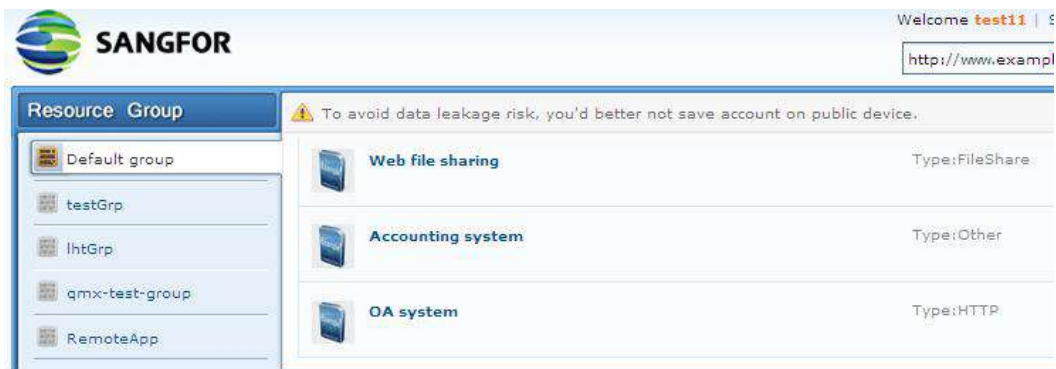 SANGFOR
Welcome test11 |
http://www.exampl
Resource Group
To avoid data leakage risk, you'd better not save account on public device.
Default group
testGrp
lhtGrp
qmx-test-group
RemoteApp
Web file sharing Type:FileShare
Accounting system Type:Other
OA system Type:HTTP